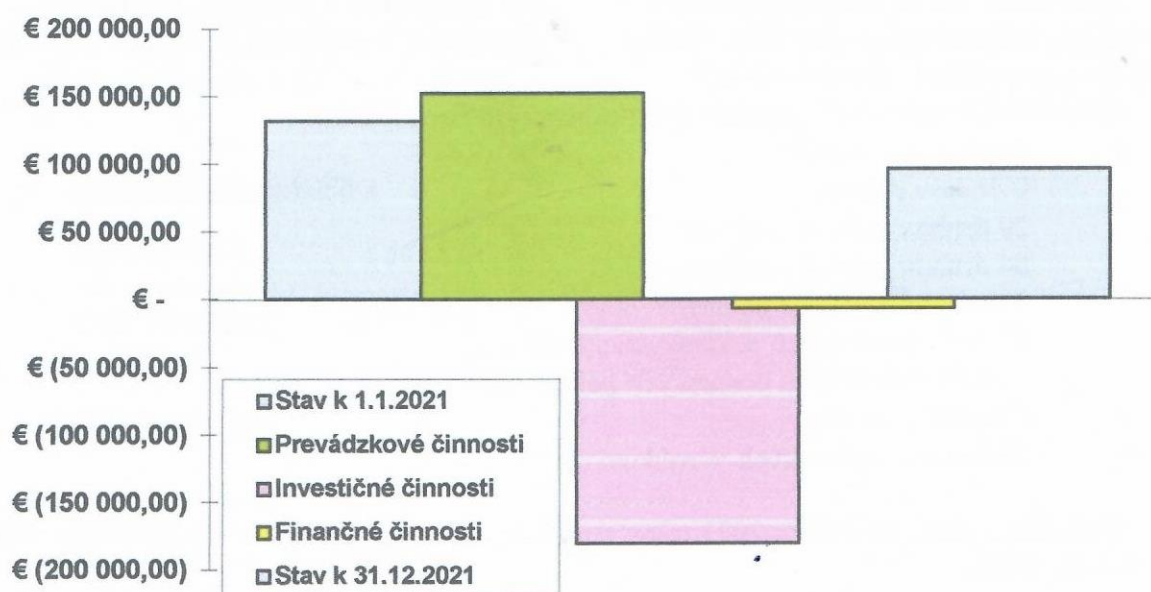 € 200 000,00
€ 150 000,00
€ 100 000,00
€ 50 000,00
€ -
€ (50 000,00)
€ (100 000,00)
€ (150 000,00)
€ (200 000,00)
Stav k 1.1.2021
Prevádzkové činnosti
Investičné činnosti
Finančné činnosti
Stav k 31.12.2021